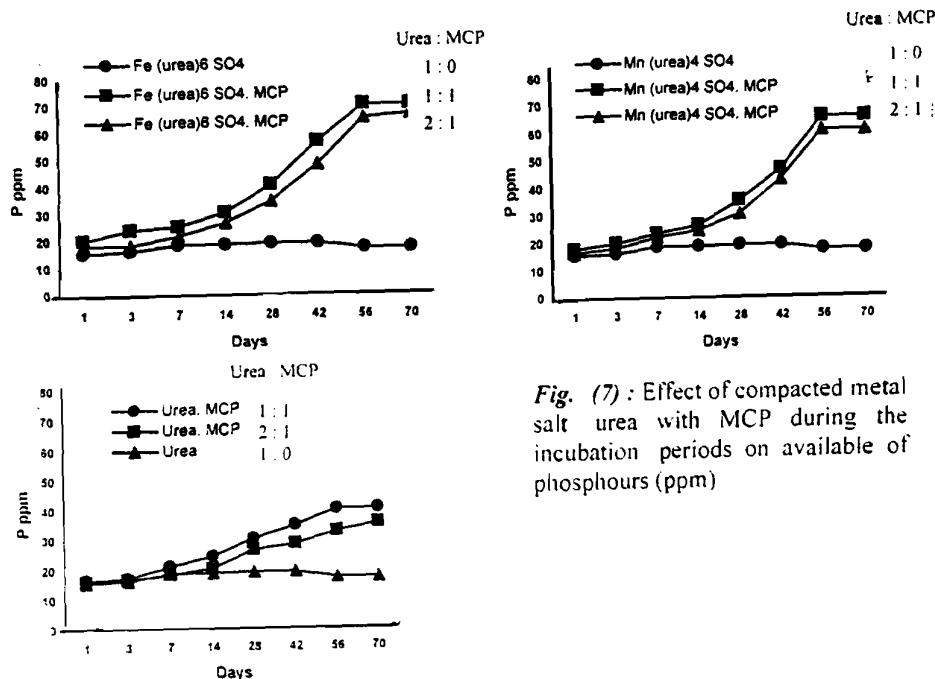 Urea : MCP
Fe (urea)6 SO4 1 : 0
Fe (urea)6 SO4. MCP 1 : 1
Fe (urea)6 SO4. MCP 2 : 1
80
70
60
50
40
30
20
10
0
P ppm
1 3 7 14 28 42 56 70
Days
Urea : MCP
Mn (urea)4 SO4 1 : 0
Mn (urea)4 SO4. MCP 1 : 1
Mn (urea)4 SO4. MCP 2 : 1
80
70
60
50
40
30
20
10
0
P ppm
1 3 7 14 28 42 56 70
Days
Urea MCP
Urea. MCP 1 : 1
Urea. MCP 2 : 1
Urea 1 : 0
80
70
60
50
40
30
20
10
0
P ppm
1 3 7 14 28 42 56 70
Days
Fig. (7) : Effect of compacted metal
salt urea with MCP during the
incubation periods on available of
phosphours (ppm)